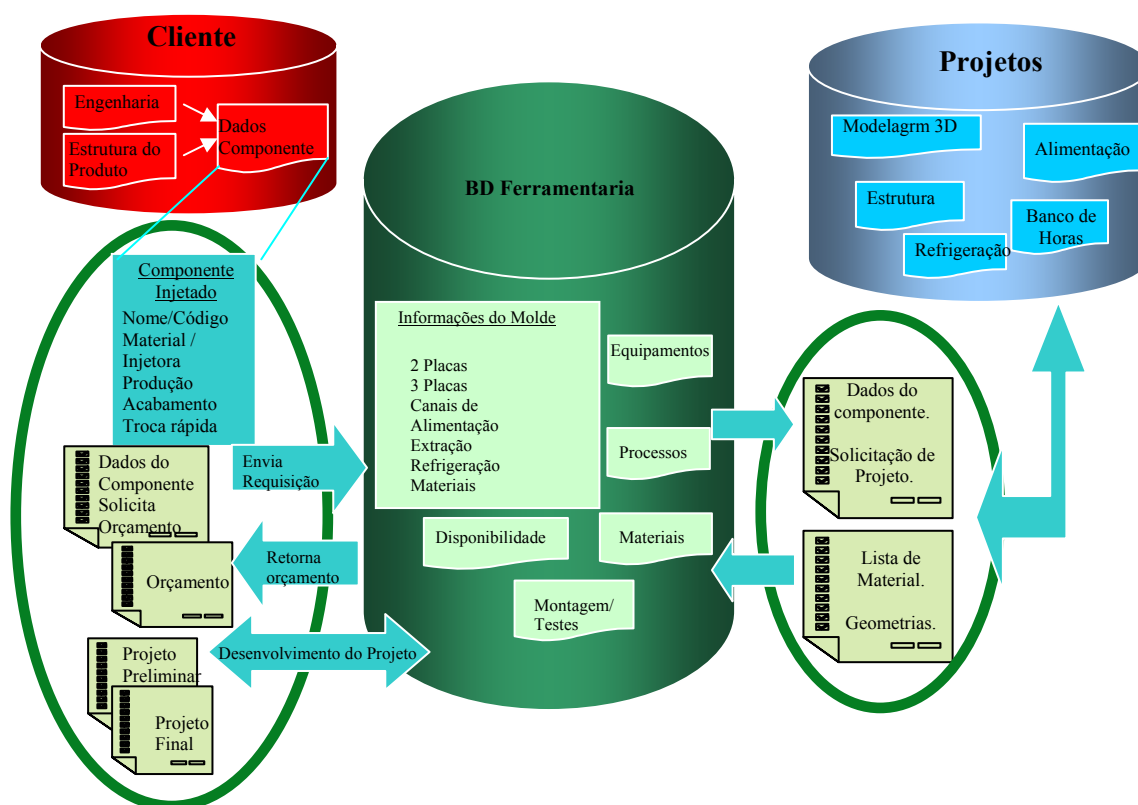 Cliente
Engenharia
Estrutura do
Produto
Dados
Componente
Componente
Injetado
Nome/Código
Material /
Injetora
Produção
Acabamento
Troca rápida
Dados do
Componente
Solicita
Orçamento
Orçamento
Projeto
Preliminar
Projeto
Final
Envia
Requisição
Retorna
orçamento
Desenvolvimento do Projeto
BD Ferramentaria
Informações do Molde
2 Placas
3 Placas
Canais de
Alimentação
Extração
Refrigeração
Materiais
Equipamentos
Processos
Disponibilidade
Materiais
Montagem/
Testes
Projetos
Modelagrm 3D
Alimentação
Estrutura
Banco de
Horas
Refrigeração
Dados do
componente.
Solicitação de
Projeto.
Lista de
Material.
Geometrias.